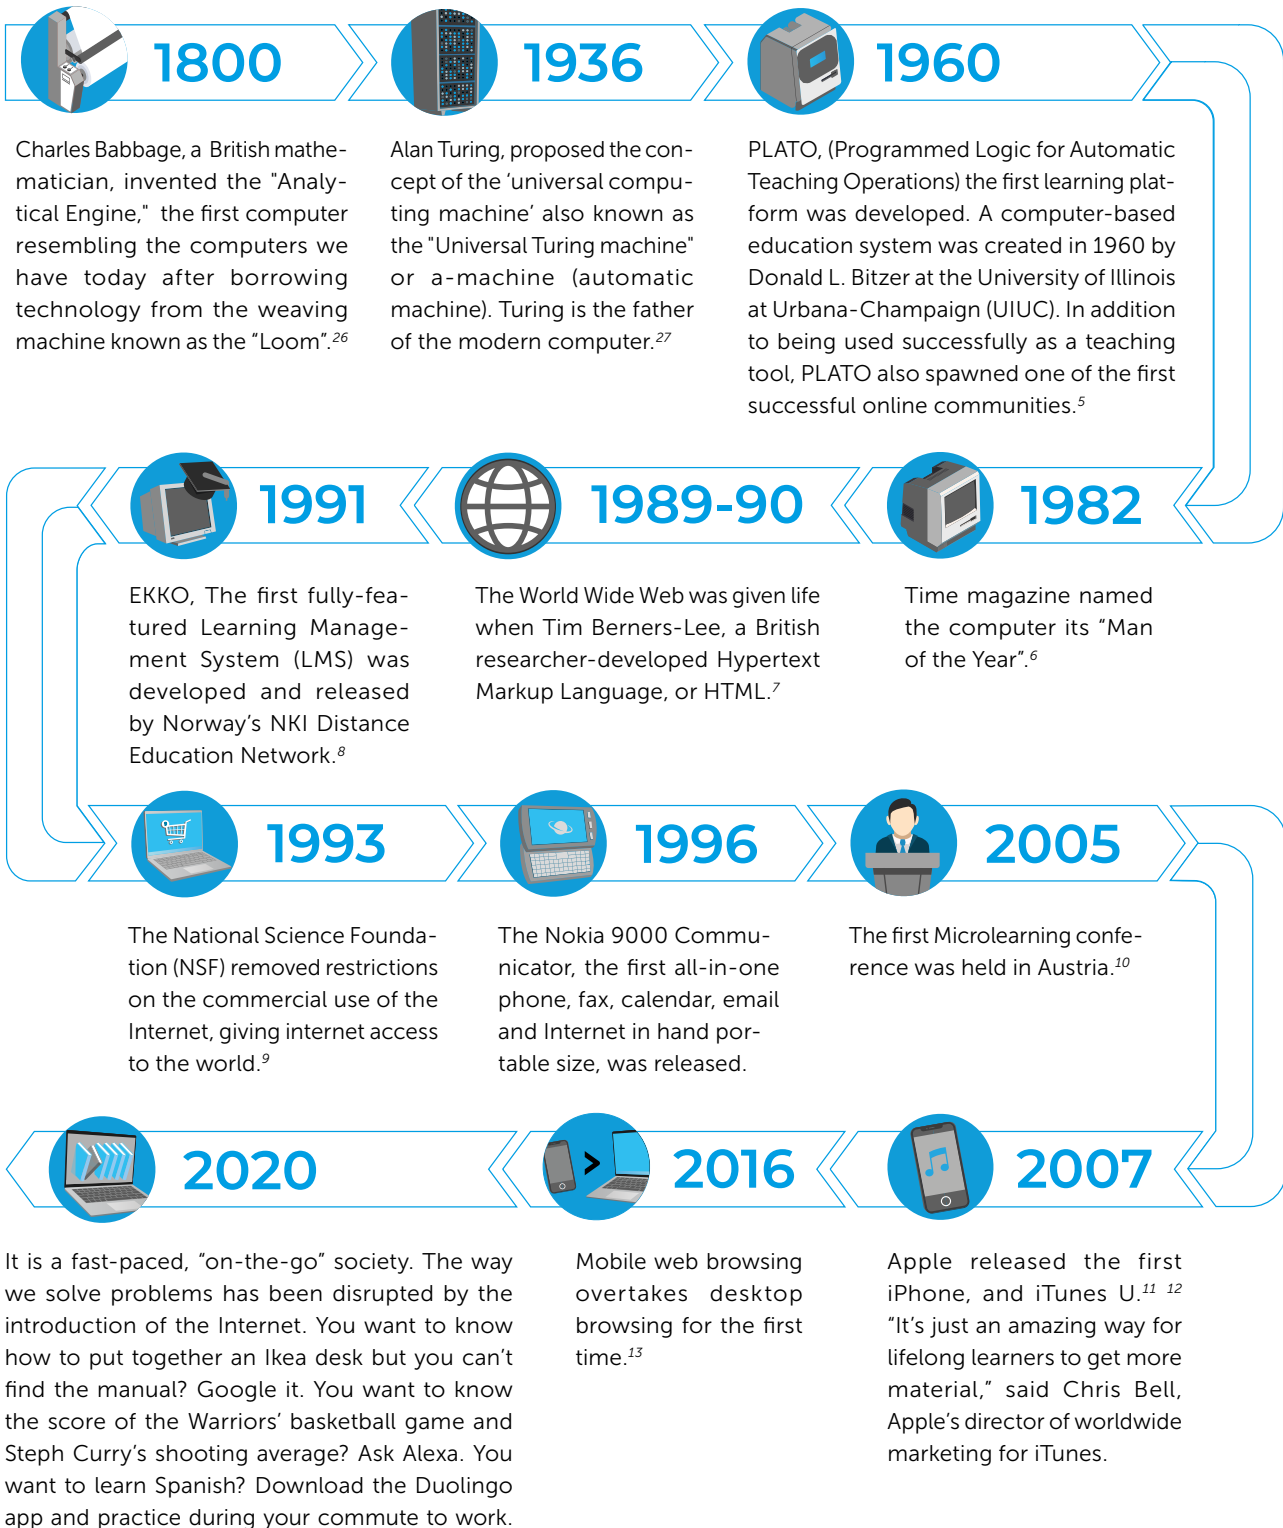 1800
Charles Babbage, a British mathe-
matician, invented the "Analy-
tical Engine," the first computer
resembling the computers we
have today after borrowing
technology from the weaving
machine known as the “Loom”.26
1936
Alan Turing, proposed the con-
cept of the ‘universal compu-
ting machine’ also known as
the "Universal Turing machine"
or a-machine (automatic
machine). Turing is the father
of the modern computer.27
1960
PLATO, (Programmed Logic for Automatic
Teaching Operations) the first learning plat-
form was developed. A computer-based
education system was created in 1960 by
Donald L. Bitzer at the University of Illinois
at Urbana-Champaign (UIUC). In addition
to being used successfully as a teaching
tool, PLATO also spawned one of the first
successful online communities.5
1982
Time magazine named
the computer its “Man
of the Year”.6
1989-90
The World Wide Web was given life
when Tim Berners-Lee, a British
researcher-developed Hypertext
Markup Language, or HTML.7
1991
EKKO, The first fully-fea-
tured Learning Manage-
ment System (LMS) was
developed and released
by Norway’s NKI Distance
Education Network.8
1993
The National Science Founda-
tion (NSF) removed restrictions
on the commercial use of the
Internet, giving internet access
to the world.9
1996
The Nokia 9000 Commu-
nicator, the first all-in-one
phone, fax, calendar, email
and Internet in hand por-
table size, was released.
2005
The first Microlearning confe-
rence was held in Austria.10
2007
Apple released the first
iPhone, and iTunes U.11 12
“It’s just an amazing way for
lifelong learners to get more
material,” said Chris Bell,
Apple’s director of worldwide
marketing for iTunes.
2016
Mobile web browsing
overtakes desktop
browsing for the first
time.13
2020
It is a fast-paced, “on-the-go” society. The way
we solve problems has been disrupted by the
introduction of the Internet. You want to know
how to put together an Ikea desk but you can’t
find the manual? Google it. You want to know
the score of the Warriors’ basketball game and
Steph Curry’s shooting average? Ask Alexa. You
want to learn Spanish? Download the Duolingo
app and practice during your commute to work.